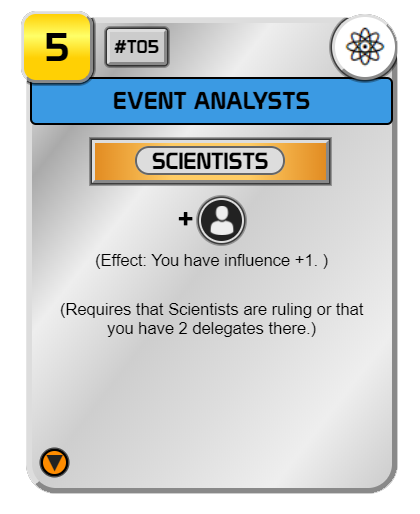 5
#T05
EVENT ANALYSTS
SCIENTISTS
+
(Effect: You have influence +1. )
(Requires that Scientists are ruling or that
you have 2 delegates there.)